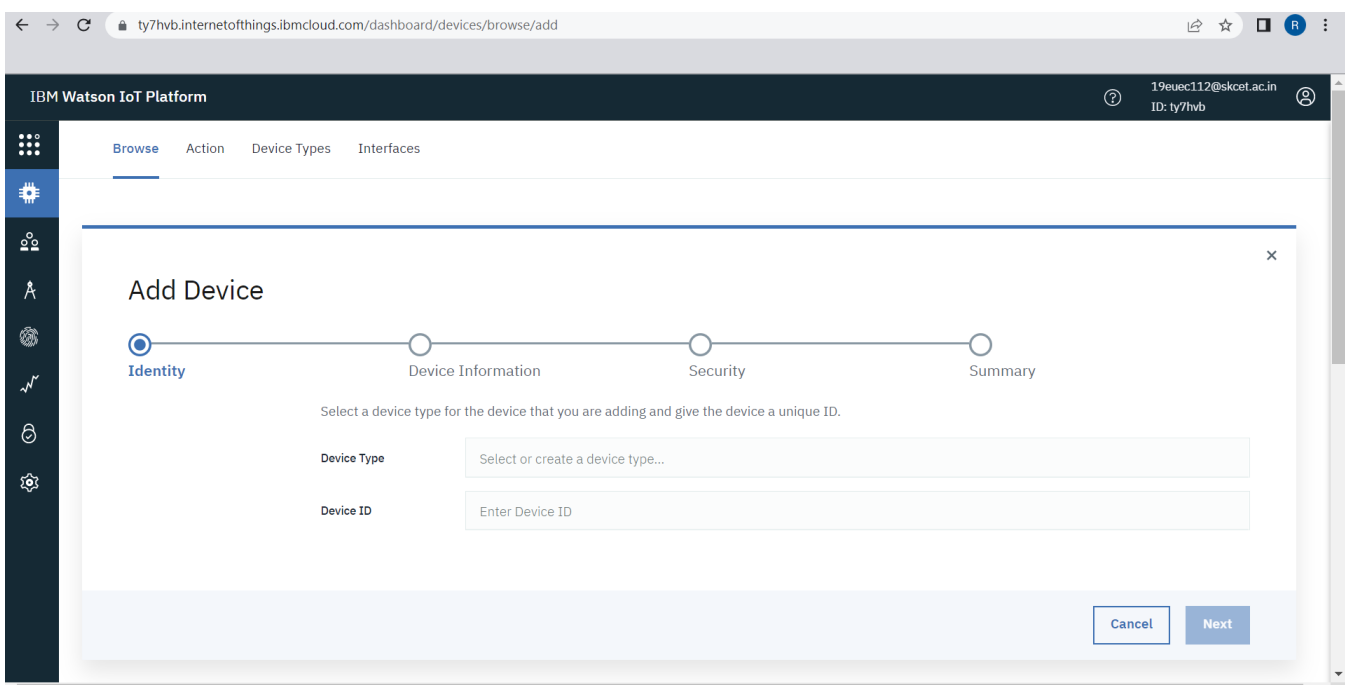 ty7hvb.internetofthings.ibmcloud.com/dashboard/devices/browse/add
R
IBM Watson IoT Platform
19euec112@skcet.ac.in
ID: ty7hvb
Browse Action Device Types Interfaces
Add Device
Identity Device Information Security Summary
Select a device type for the device that you are adding and give the device a unique ID.
Device Type Select or create a device type...
Device ID Enter Device ID
Cancel Next